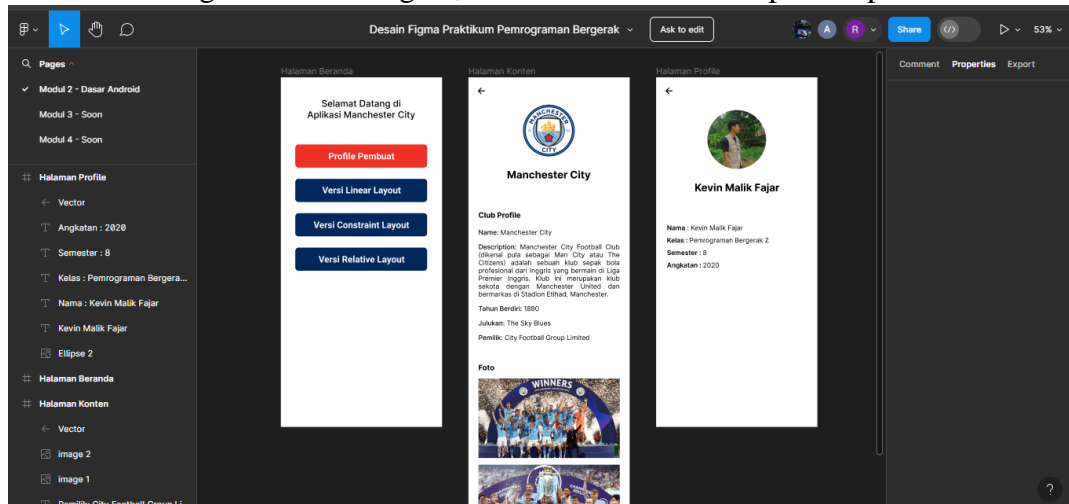 Desain Figma Praktikum Pemrograman Bergerak
Ask to edit
A
R
Share
53%
Pages
Modul 2 - Dasar Android
Modul 3 - Soon
Modul 4 - Soon
Halaman Profile
Vector
Angkatan : 2020
Semester : 8
Kelas : Pemrograman Bergera...
Nama : Kevin Malik Fajar
Kevin Malik Fajar
Ellipse 2
Halaman Beranda
Halaman Konten
Vector
image 2
image 1
Halaman Beranda
Selamat Datang di
Aplikasi Manchester City
Profile Pembuat
Versi Linear Layout
Versi Constraint Layout
Versi Relative Layout
Halaman Konten
MANCHESTER
CITY
Manchester City
Club Profile
Name: Manchester City
Description: Manchester City Football Club
(dikenal pula sebagai Man City atau The
Citizens) adalah sebuah klub sepak bola
profesional dari Inggris yang bermain di Liga
Premier Inggris. Klub ini merupakan klub
sekota dengan Manchester United dan
bermarkas di Stadion Etihad, Manchester.
Tahun Berdiri: 1880
Julukan: The Sky Blues
Pemilik: City Football Group Limited
Foto
WINNERS
Halaman Profile
Kevin Malik Fajar
Nama : Kevin Malik Fajar
Kelas : Pemrograman Bergerak Z
Semester : 8
Angkatan : 2020
Comment Properties Export
?